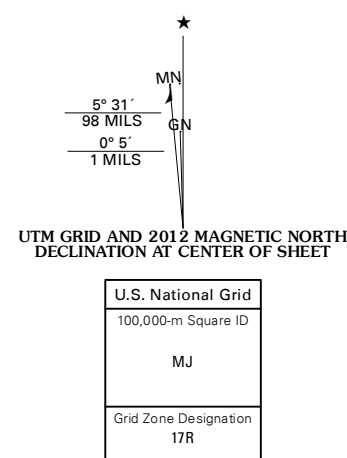 ★
MN
5° 31´
98 MILS
GN
0° 5´
1 MILS
UTM GRID AND 2012 MAGNETIC NORTH
DECLINATION AT CENTER OF SHEET
U.S. National Grid
100,000-m Square ID
MJ
Grid Zone Designation
17R